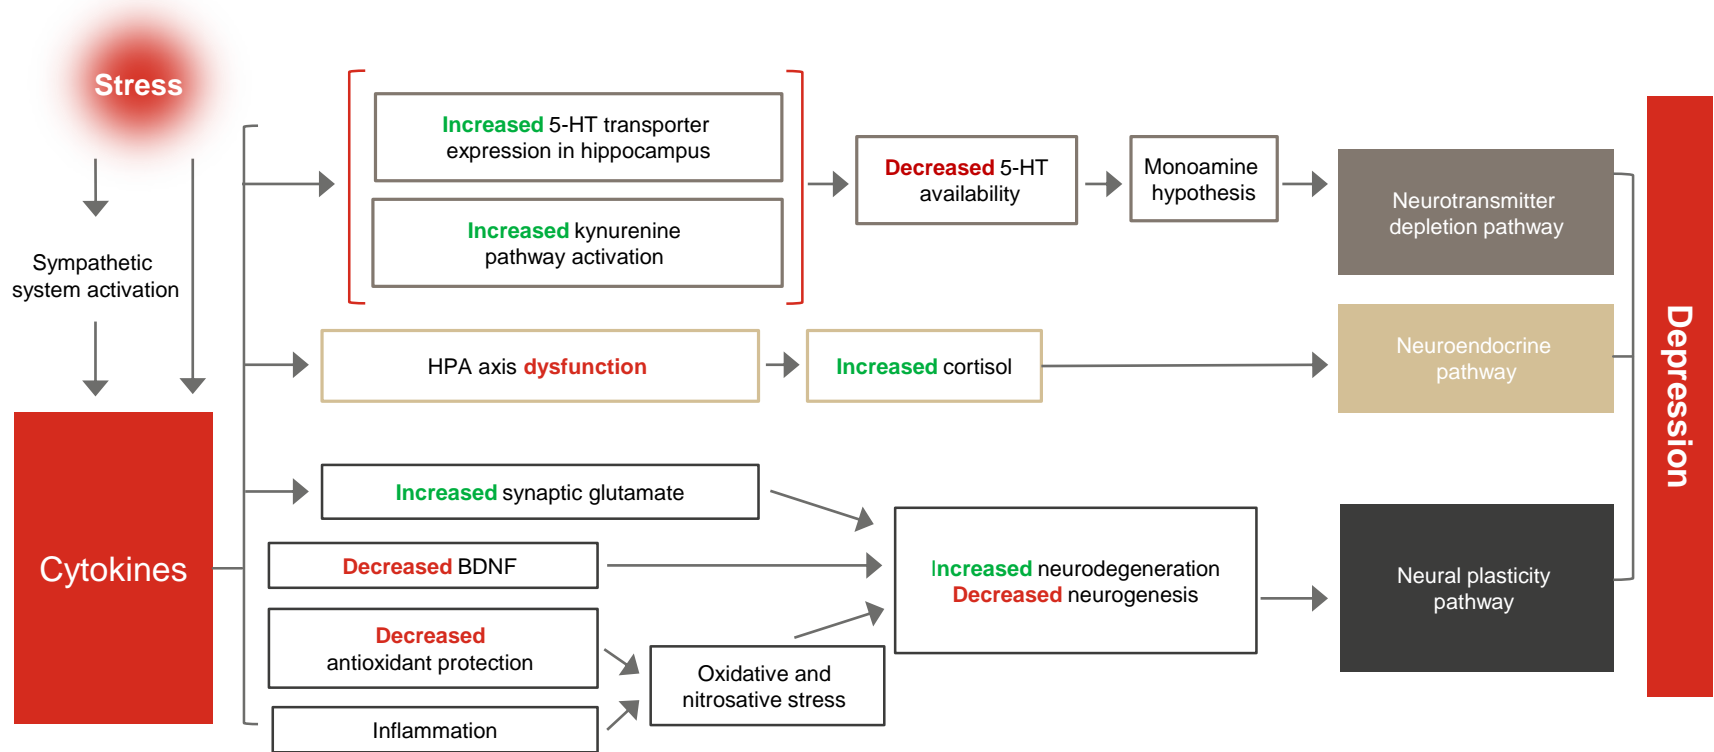 Stress
Sympathetic
system activation
Cytokines
Increased 5-HT transporter
expression in hippocampus
Increased kynurenine
pathway activation
Decreased 5-HT
availability
Monoamine
hypothesis
Neurotransmitter
depletion pathway
HPA axis dysfunction
Increased cortisol
Neuroendocrine
pathway
Increased synaptic glutamate
Decreased BDNF
Decreased
antioxidant protection
Inflammation
Oxidative and
nitrosative stress
Increased neurodegeneration
Decreased neurogenesis
Neural plasticity
pathway
Depression